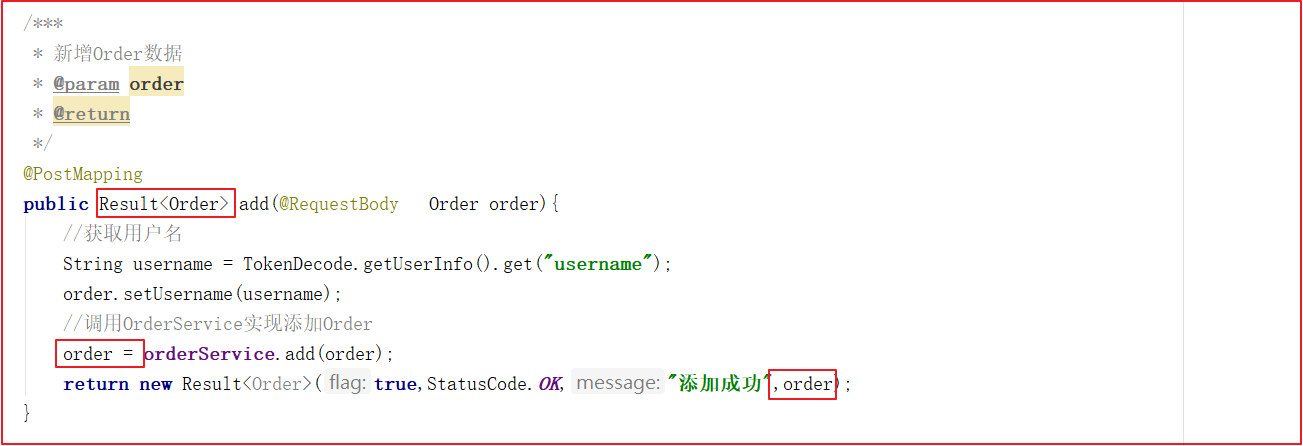 /***
 * 新增Order数据
 * @param order
 * @return
 */
@PostMapping
public Result<Order> add(@RequestBody   Order order){
    //获取用户名
    String username = TokenDecode.getUserInfo().get("username");
    order.setUsername(username);
    //调用OrderService实现添加Order
    order = orderService.add(order);
    return new Result<Order>( flag: true,StatusCode.OK, message: "添加成功",order);
}